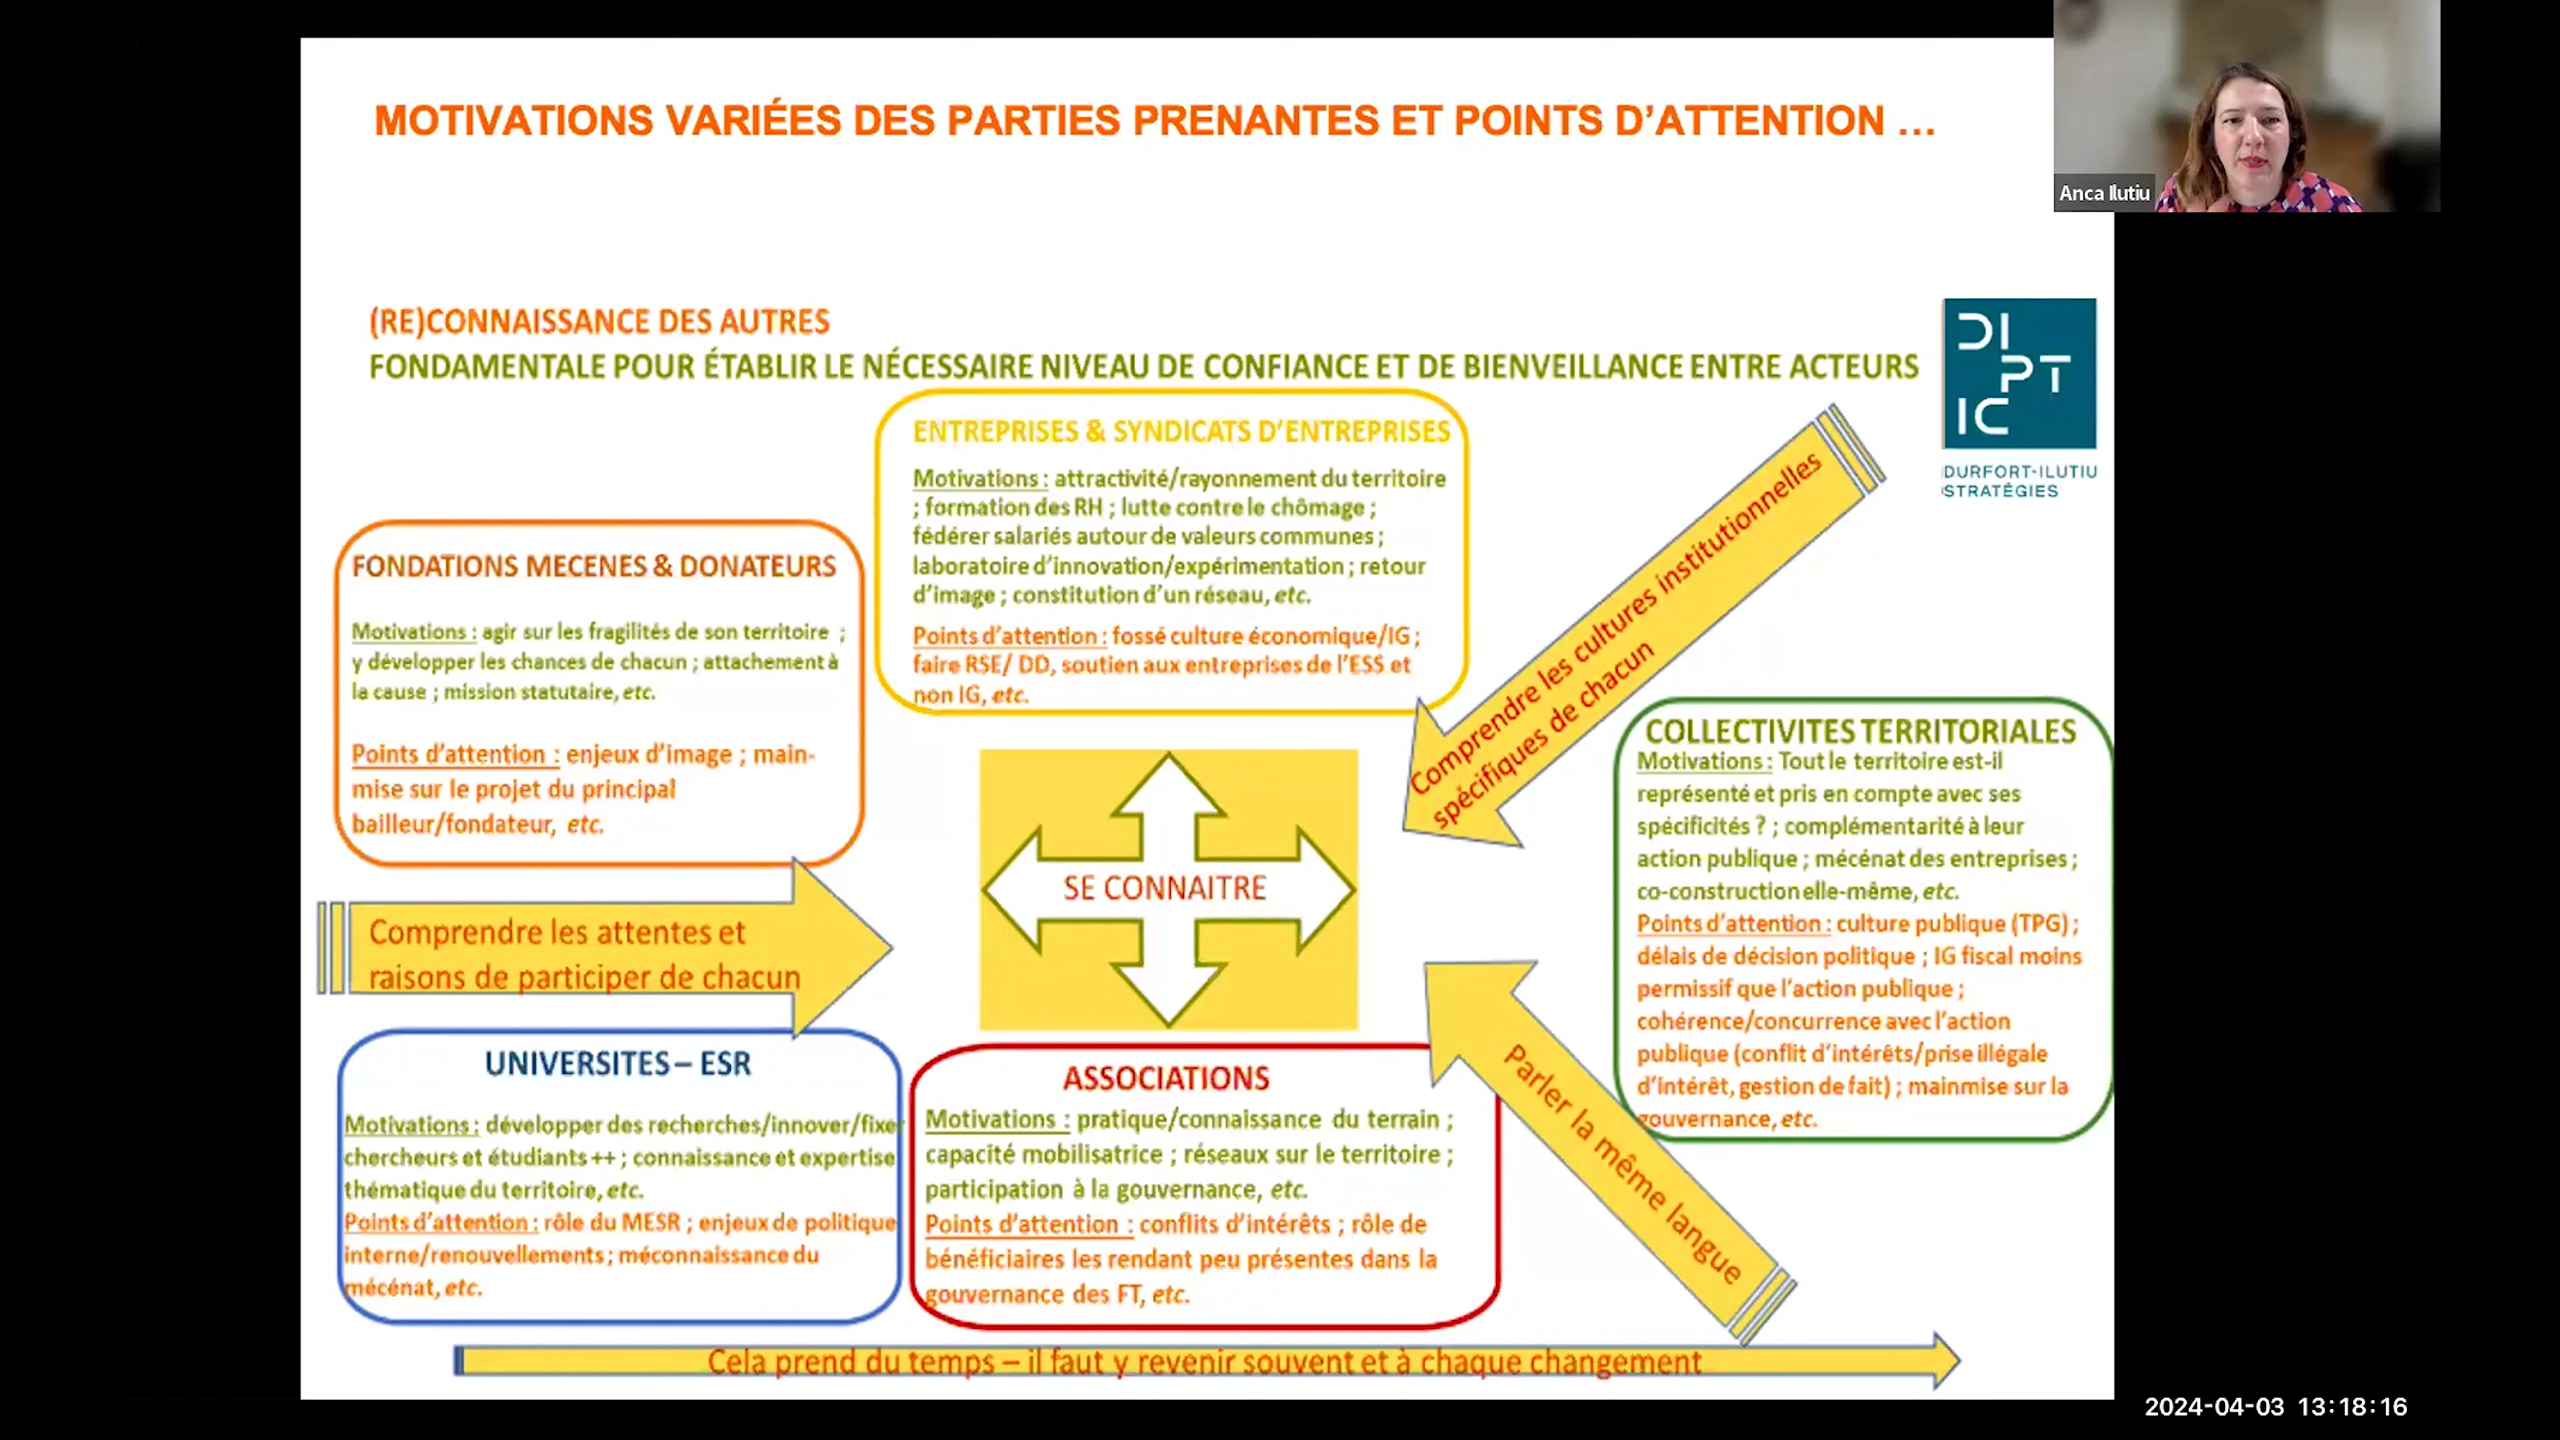 MOTIVATIONS VARIÉES DES PARTIES PRENANTES ET POINTS D’ATTENTION ...
Anca Ilutiu
(RE)CONNAISSANCE DES AUTRES
FONDAMENTALE POUR ÉTABLIR LE NÉCESSAIRE NIVEAU DE CONFIANCE ET DE BIENVEILLANCE ENTRE ACTEURS
DI
PT
IC
DURFORT-ILUTIU
STRATÉGIES
ENTREPRISES & SYNDICATS D’ENTREPRISES
Motivations : attractivité/rayonnement du territoire
; formation des RH ; lutte contre le chômage ;
fédérer salariés autour de valeurs communes ;
laboratoire d’innovation/expérimentation ; retour
d’image ; constitution d’un réseau, etc.
Points d’attention : fossé culture économique/IG ;
faire RSE/ DD, soutien aux entreprises de l’ESS et
non IG, etc.
FONDATIONS MECENES & DONATEURS
Motivations : agir sur les fragilités de son territoire ;
y développer les chances de chacun ; attachement à
la cause ; mission statutaire, etc.
Points d’attention : enjeux d’image ; main-
mise sur le projet du principal
bailleur/fondateur, etc.
Comprendre les cultures institutionnelles
spécifiques de chacun
COLLECTIVITES TERRITORIALES
Motivations : Tout le territoire est-il
représenté et pris en compte avec ses
spécificités ? ; complémentarité à leur
action publique ; mécénat des entreprises ;
co-construction elle-même, etc.
Points d’attention : culture publique (TPG) ;
délais de décision politique ; IG fiscal moins
permissif que l’action publique ;
cohérence/concurrence avec l’action
publique (conflit d’intérêts/prise illégale
d’intérêt, gestion de fait) ; mainmise sur la
gouvernance, etc.
SE CONNAITRE
Comprendre les attentes et
raisons de participer de chacun
UNIVERSITES – ESR
Motivations : développer des recherches/innover/fixer
chercheurs et étudiants ++ ; connaissance et expertise
thématique du territoire, etc.
Points d’attention : rôle du MESR ; enjeux de politique
interne/renouvellements ; méconnaissance du
mécénat, etc.
ASSOCIATIONS
Motivations : pratique/connaissance du terrain ;
capacité mobilisatrice ; réseaux sur le territoire ;
participation à la gouvernance, etc.
Points d’attention : conflits d’intérêts ; rôle de
bénéficiaires les rendant peu présentes dans la
gouvernance des FT, etc.
Parler la même langue
Cela prend du temps – il faut y revenir souvent et à chaque changement
2024-04-03 13:18:16